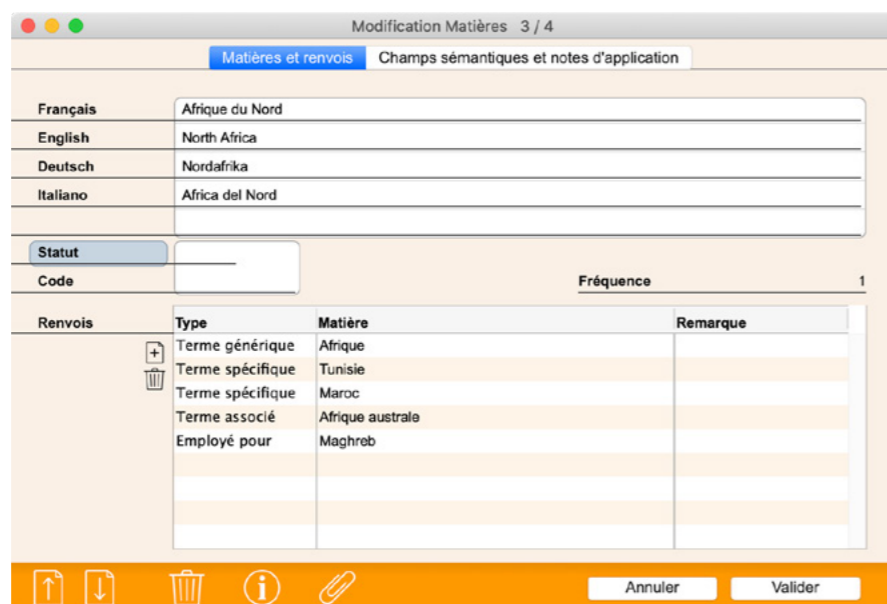 Modification Matières 3 / 4
Matières et renvois Champs sémantiques et notes d'application
Français Afrique du Nord
English North Africa
Deutsch Nordafrika
Italiano Africa del Nord
Statut
Code Fréquence 1
Renvois Type Matière Remarque
Terme générique Afrique
Terme spécifique Tunisie
Terme spécifique Maroc
Terme associé Afrique australe
Employé pour Maghreb
Annuler Valider